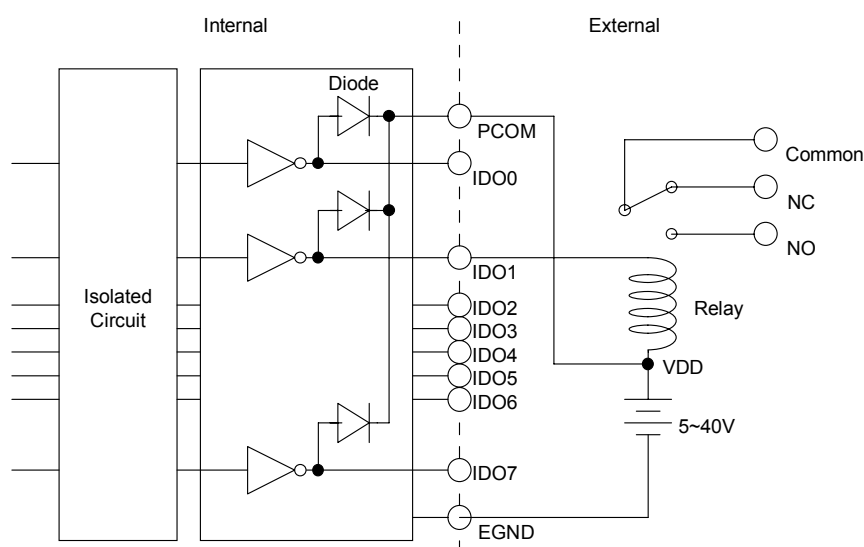 Internal
External
Diode
PCOM
Common
IDO0
NC
NO
IDO1
Isolated
Circuit
IDO2
IDO3
IDO4
IDO5
IDO6
Relay
VDD
5~40V
IDO7
EGND